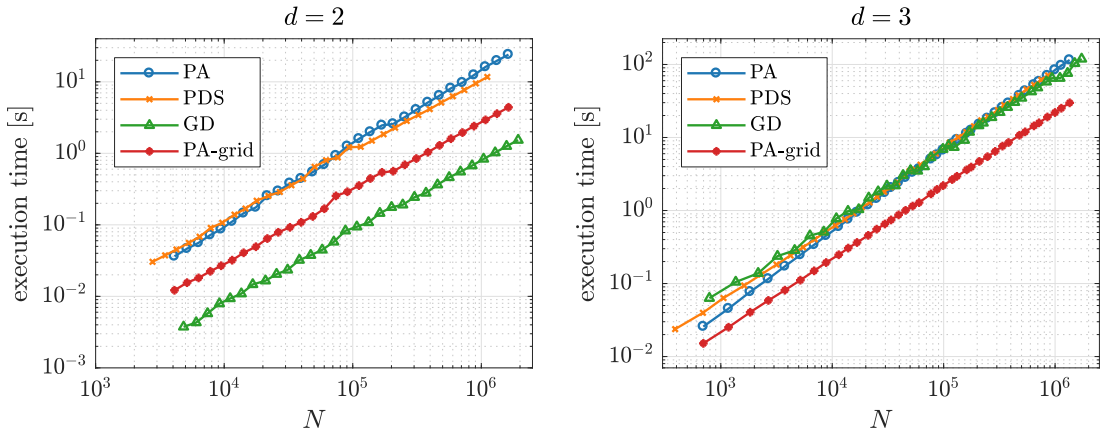 d = 2
execution time [s]
10^1
10^0
10^-1
10^-2
10^-3
PA
PDS
GD
PA-grid
10^3
10^4
10^5
10^6
N
d = 3
execution time [s]
10^2
10^1
10^0
10^-1
10^-2
PA
PDS
GD
PA-grid
10^3
10^4
10^5
10^6
N